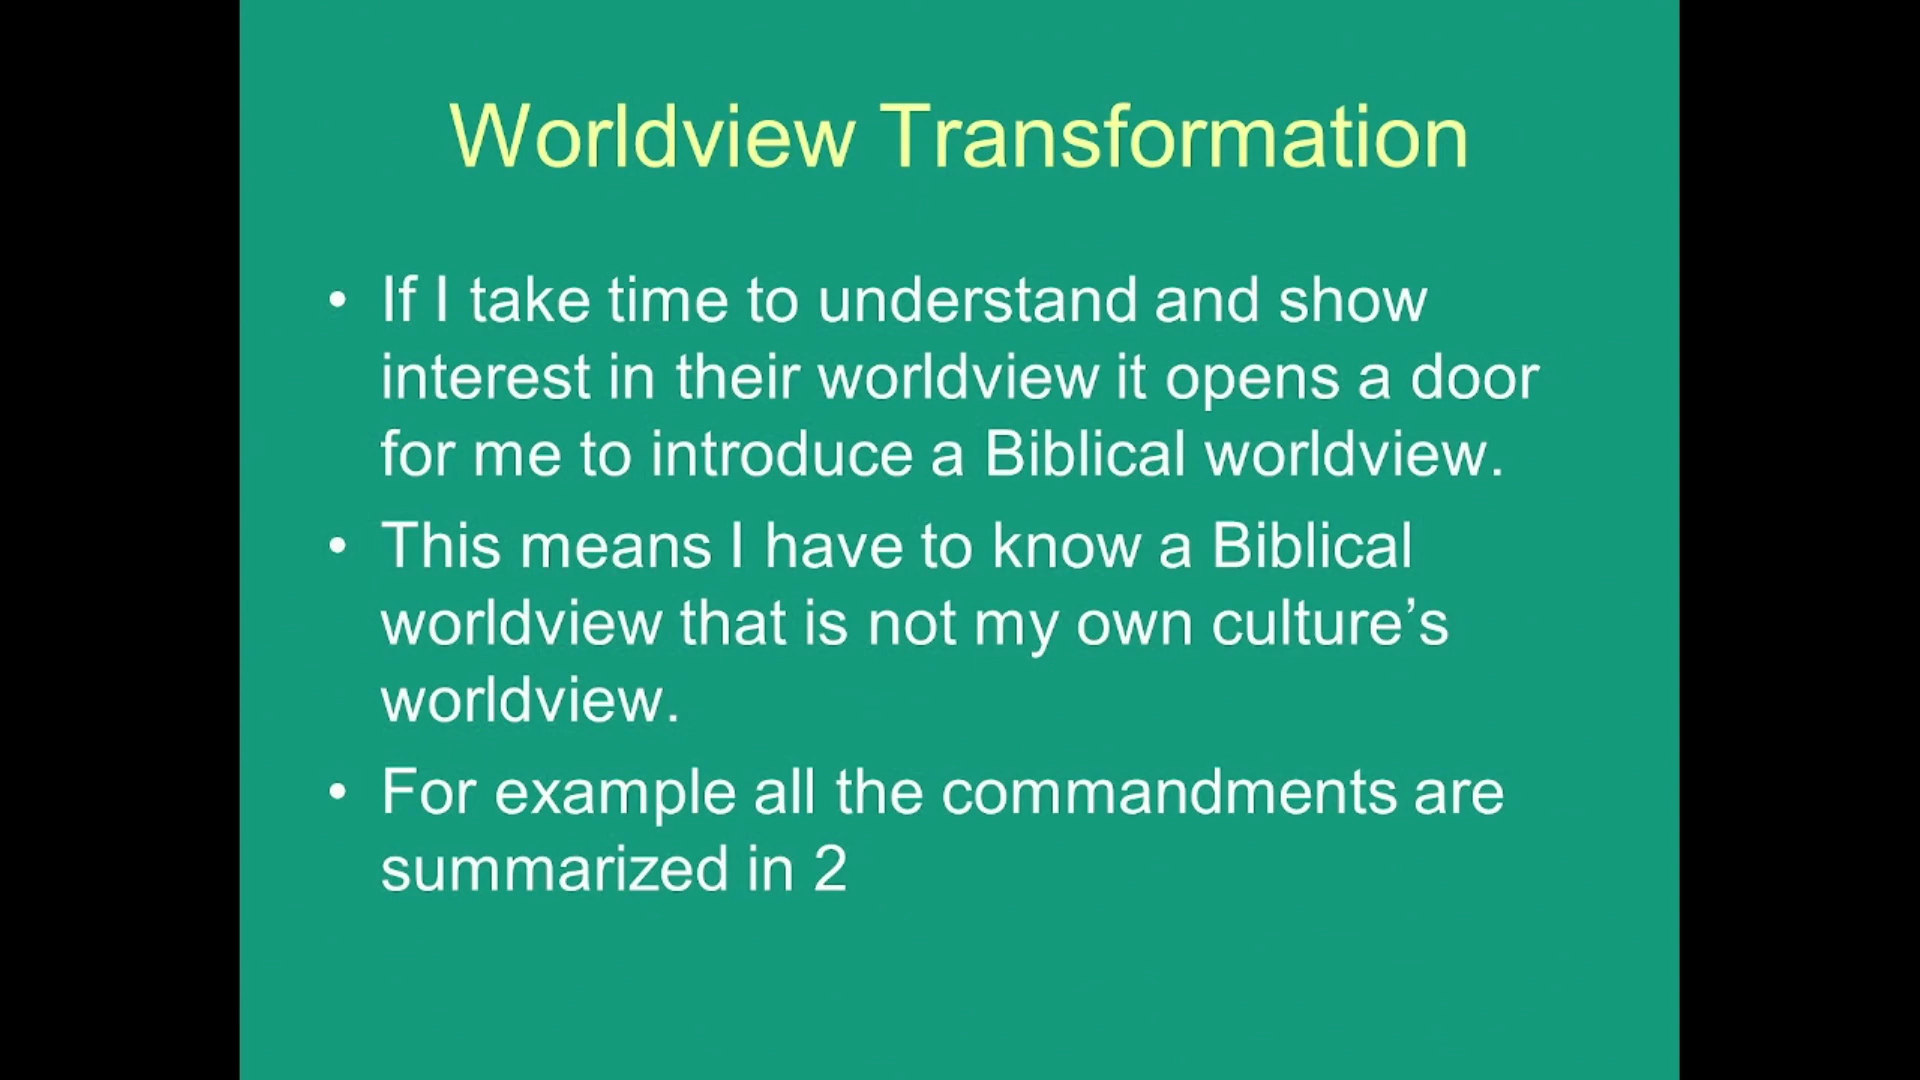 Worldview Transformation
• If I take time to understand and show
interest in their worldview it opens a door
for me to introduce a Biblical worldview.
• This means I have to know a Biblical
worldview that is not my own culture’s
worldview.
• For example all the commandments are
summarized in 2